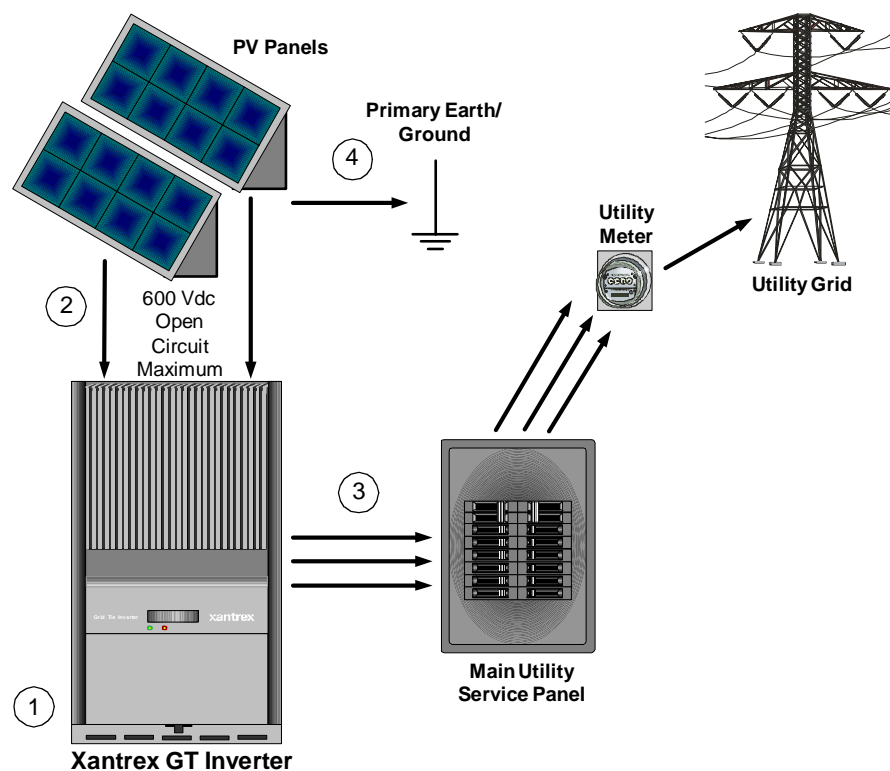 PV Panels
Primary Earth/
Ground
4
Utility
Meter
Utility Grid
2
600 Vdc
Open
Circuit
Maximum
3
Grid Tie Inverter
xantrex
Main Utility
Service Panel
1
Xantrex GT Inverter